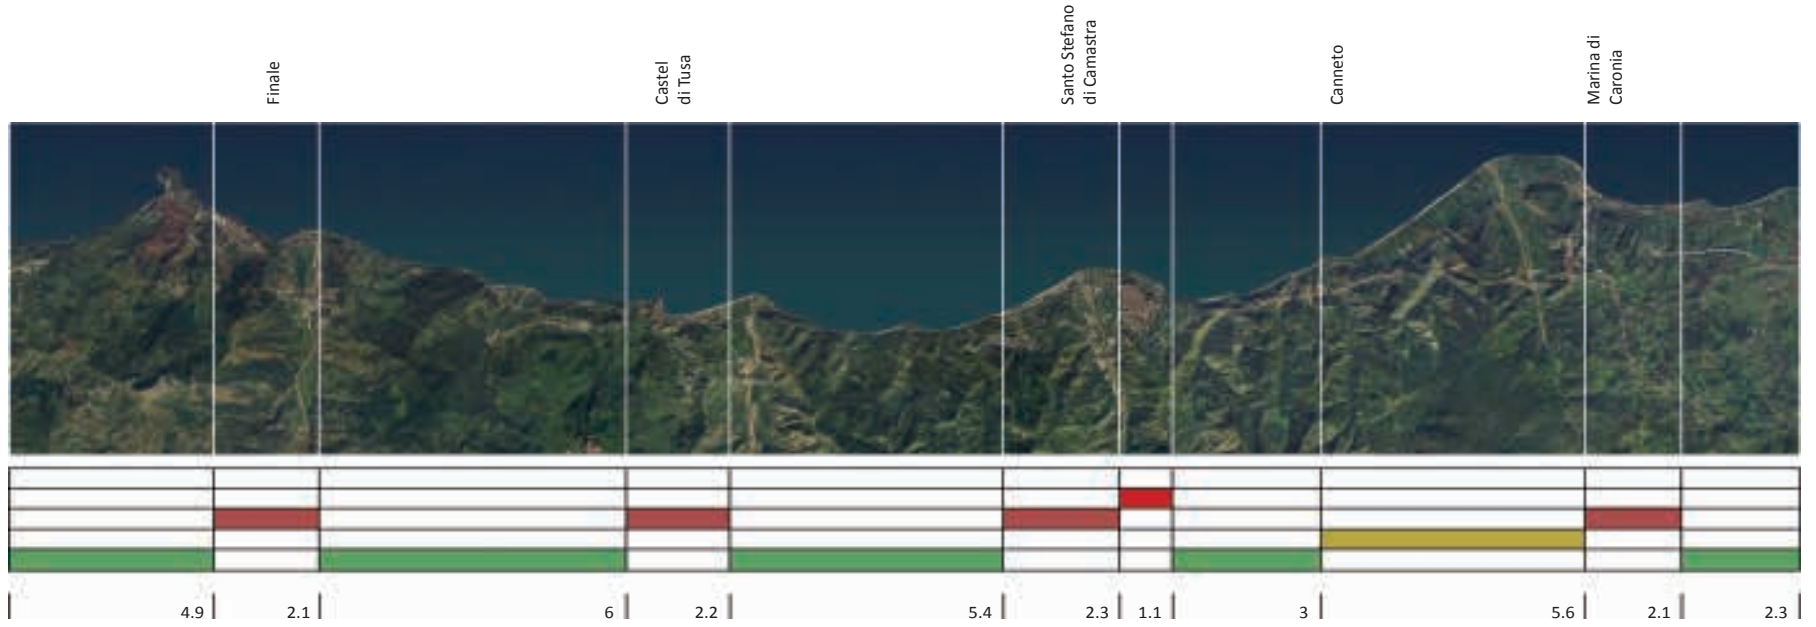 Finale
Castel
di Tusa
Santo Stefano
di Camastra
Canneto
Marina di
Caronia
4.9
2.1
6
2.2
5.4
2.3
1.1
3
5.6
2.1
2.3